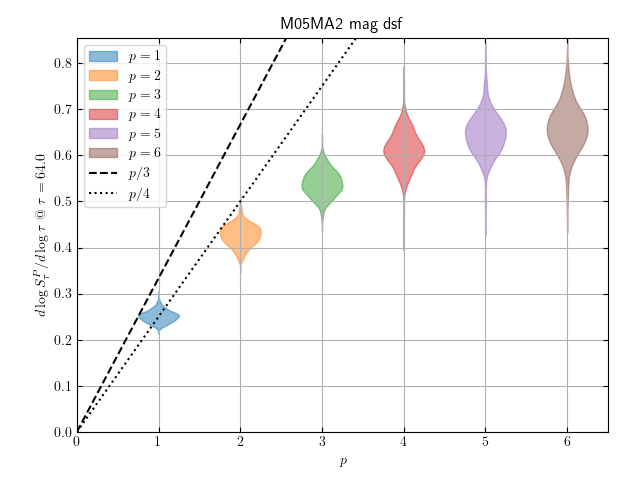 M05MA2 mag dsf
d log S_τ^P / d log τ @ τ = 64.0
0.8
0.7
0.6
0.5
0.4
0.3
0.2
0.1
0.0
p = 1
p = 2
p = 3
p = 4
p = 5
p = 6
p/3
p/4
0 1 2 3 4 5 6
p